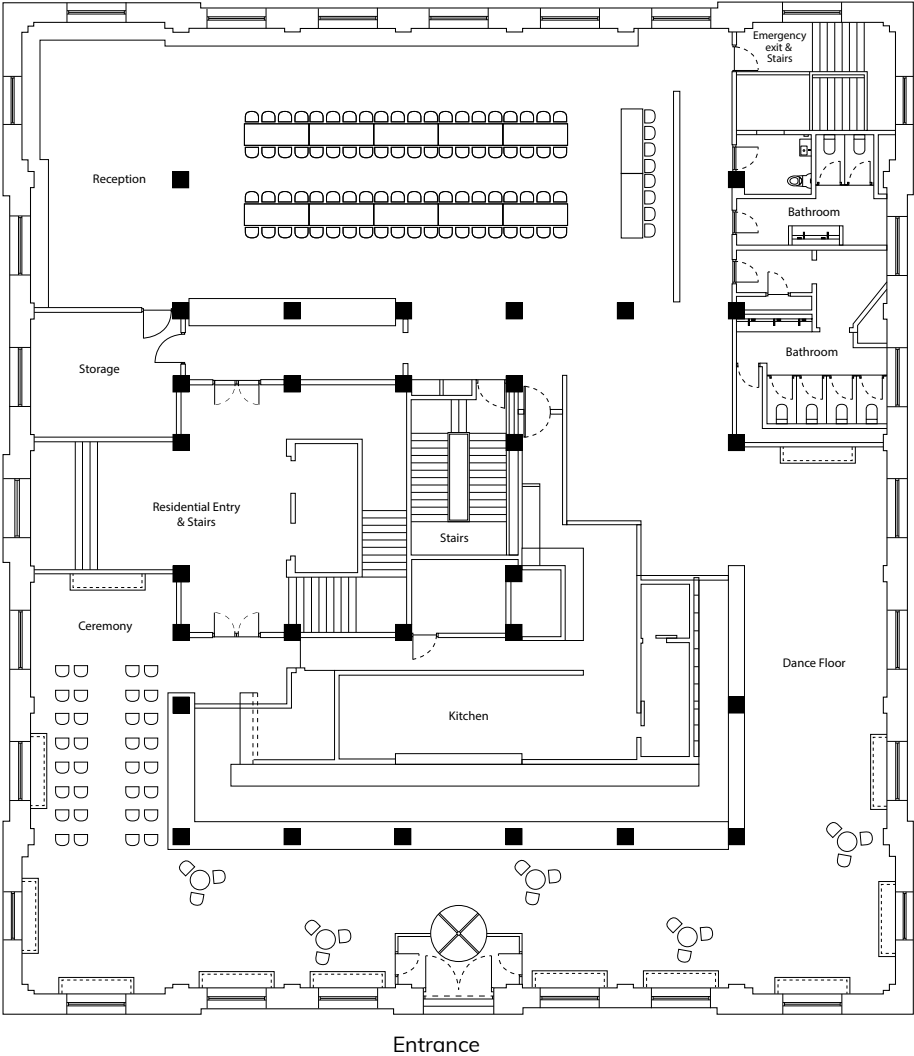 Emergency
exit &
Stairs
Reception
Bathroom
Bathroom
Storage
Residential Entry
& Stairs
Stairs
Ceremony
Dance Floor
Kitchen
Entrance